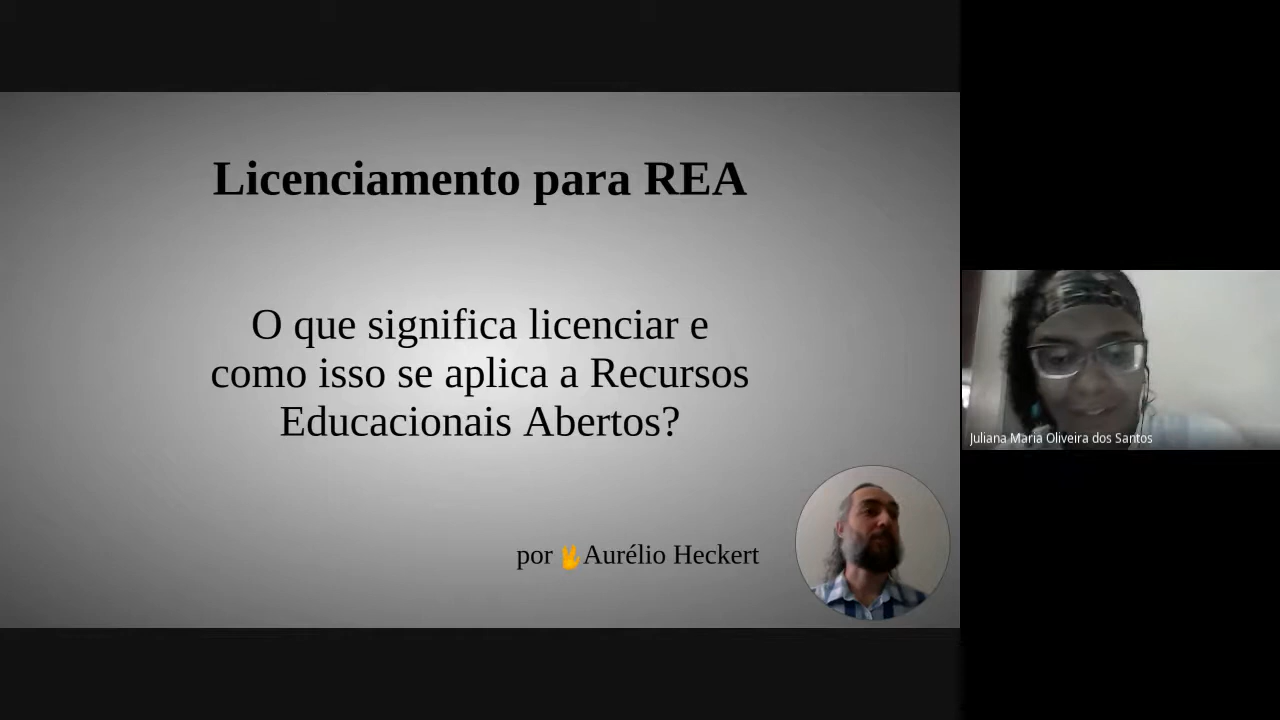 Licenciamento para REA
O que significa licenciar e
como isso se aplica a Recursos
Educacionais Abertos?
por 🖖Aurélio Heckert
Juliana Maria Oliveira dos Santos